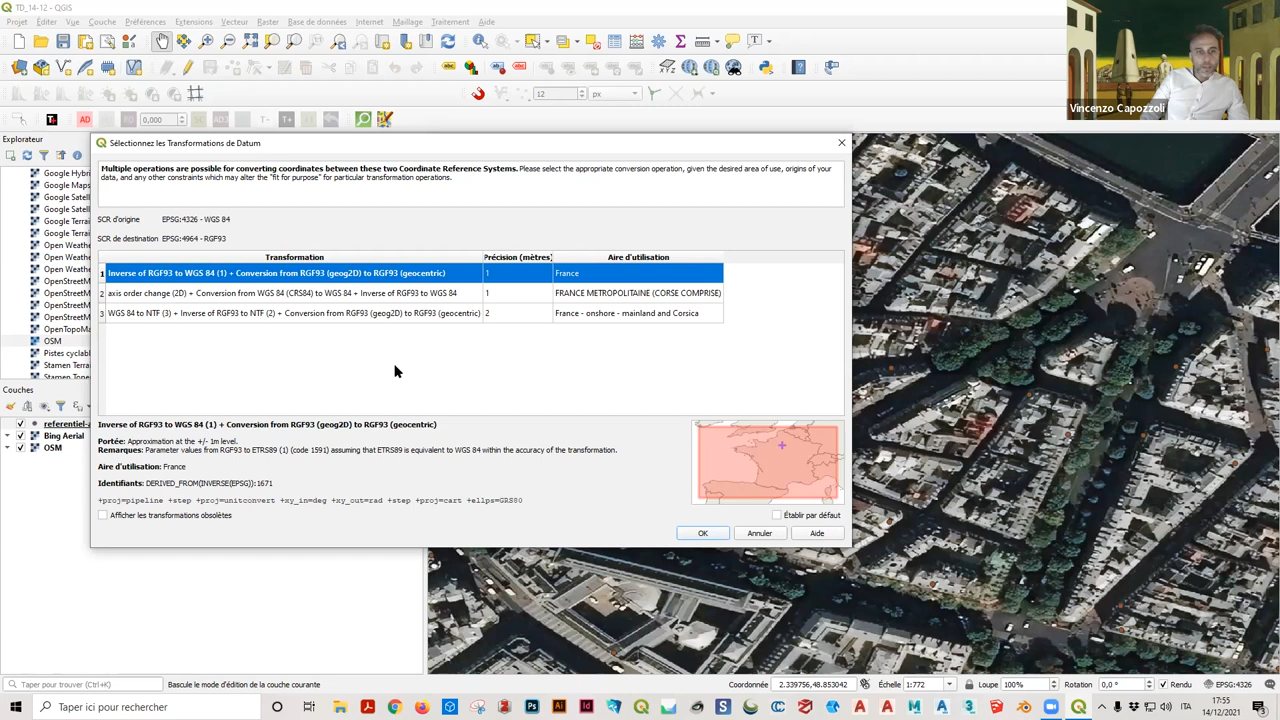 TD_14-12 — QGIS
Projet Éditer Vue Couche Préférences Extensions Vecteur Raster Base de données Internet Maillage Traitement Aide
12 px
0,000
Vincenzo Capozzoli
Explorateur
Google Hybri
Google Maps
Google Satel
Google Satel
Google Terrai
Google Terrai
Open Weathe
Open Weathe
OpenStreetM
OpenStreetM
OpenStreetM
OpenStreetM
OpenTopoMa
OSM
Pistes cyclab
Stamen Terra
Stamen Tone
Couches
referentiel-a
Bing Aerial
OSM
Sélectionnez les Transformations de Datum
Multiple operations are possible for converting coordinates between these two Coordinate Reference Systems. Please select the appropriate conversion operation, given the desired area of use, origins of your
data, and any other constraints which may alter the "fit for purpose" for particular transformation operations.
SCR d'origine EPSG:4326 - WGS 84
SCR de destination EPSG:4964 - RGF93
Transformation Précision (mètres) Aire d'utilisation
1 Inverse of RGF93 to WGS 84 (1) + Conversion from RGF93 (geog2D) to RGF93 (geocentric) 1 France
2 axis order change (2D) + Conversion from WGS 84 (CRS84) to WGS 84 + Inverse of RGF93 to WGS 84 1 FRANCE METROPOLITAINE (CORSE COMPRISE)
3 WGS 84 to NTF (3) + Inverse of RGF93 to NTF (2) + Conversion from RGF93 (geog2D) to RGF93 (geocentric) 2 France - onshore - mainland and Corsica
Inverse of RGF93 to WGS 84 (1) + Conversion from RGF93 (geog2D) to RGF93 (geocentric)
Portée: Approximation at the +/- 1m level.
Remarques: Parameter values from RGF93 to ETRS89 (1) (code 1591) assuming that ETRS89 is equivalent to WGS 84 within the accuracy of the transformation.
Aire d'utilisation: France
Identifiants: DERIVED_FROM(INVERSE(EPSG)):1671
+proj=pipeline +step +proj=unitconvert +xy_in=deg +xy_out=rad +step +proj=cart +ellps=GRS80
Afficher les transformations obsolètes
Établir par défaut
OK Annuler Aide
Taper pour trouver (Ctrl+K) Bascule le mode d'édition de la couche courante Coordonnée 2.339756,48.853042 Échelle 1:772 Loupe 100% Rotation 0,0 ° Rendu EPSG:4326
Taper ici pour rechercher
ITA 17:55
14/12/2021